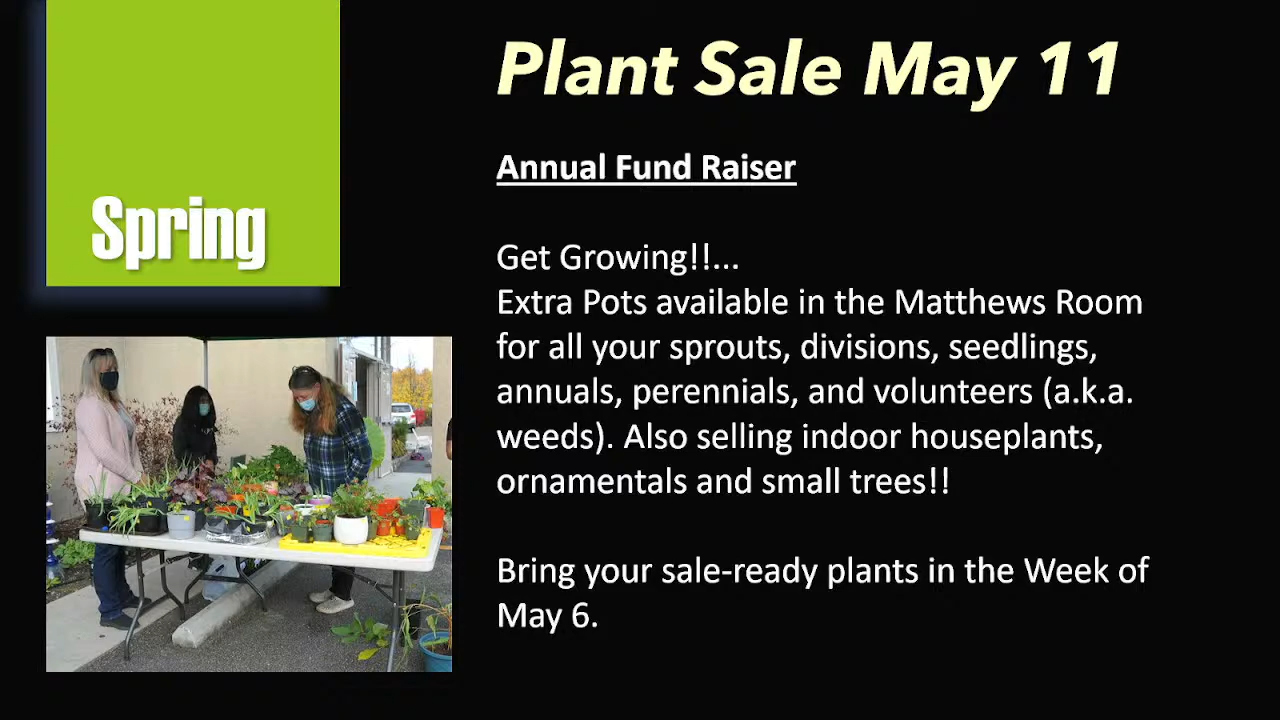 Spring
Plant Sale May 11
Annual Fund Raiser
Get Growing!!...
Extra Pots available in the Matthews Room
for all your sprouts, divisions, seedlings,
annuals, perennials, and volunteers (a.k.a.
weeds). Also selling indoor houseplants,
ornamentals and small trees!!
Bring your sale-ready plants in the Week of
May 6.